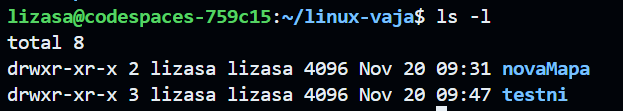 lizasa@codespaces-759c15:~/linux-vaja$ ls -l
total 8
drwxr-xr-x 2 lizasa lizasa 4096 Nov 20 09:31 novaMapa
drwxr-xr-x 3 lizasa lizasa 4096 Nov 20 09:47 testni